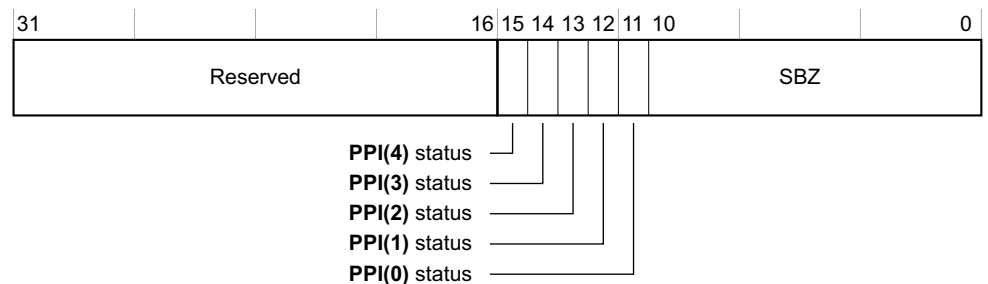 31 16 15 14 13 12 11 10 0
Reserved SBZ
PPI(4) status
PPI(3) status
PPI(2) status
PPI(1) status
PPI(0) status